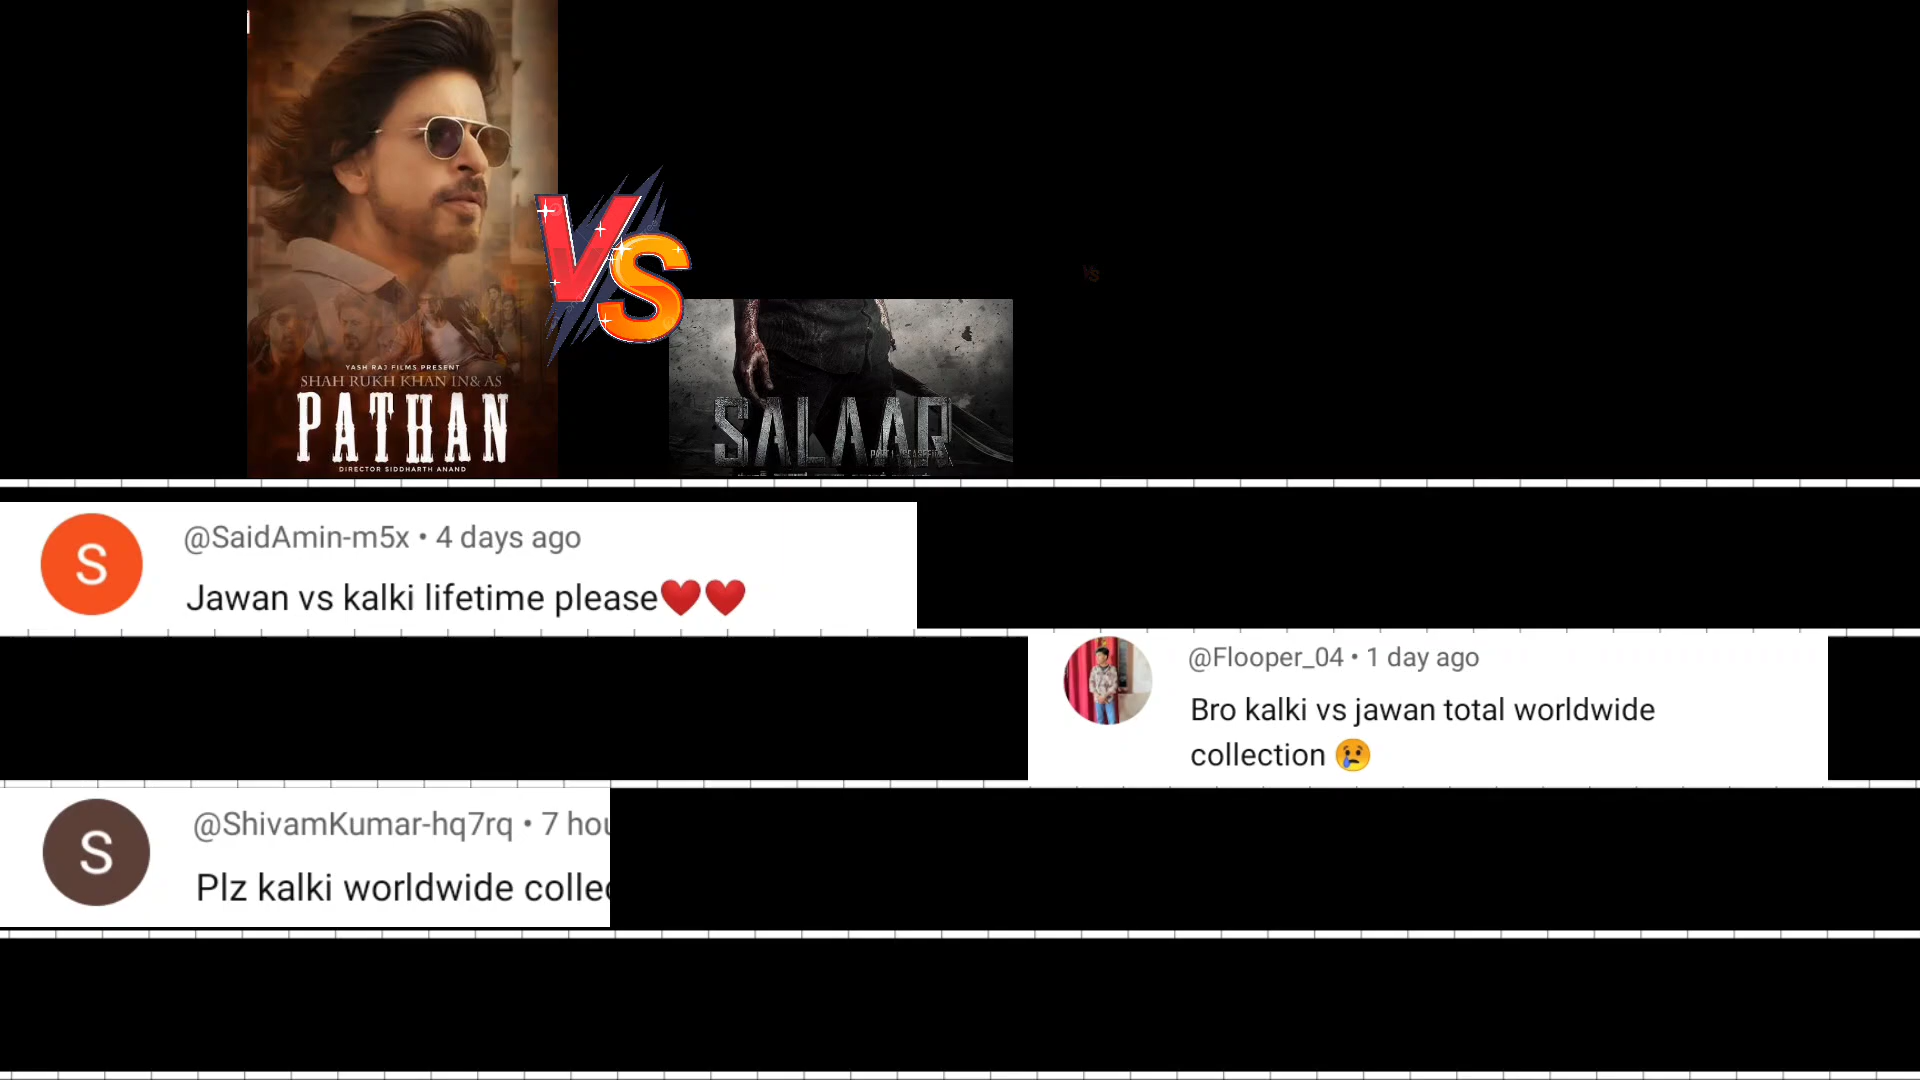 YASH RAJ FILMS PRESENT
SHAH RUKH KHAN IN& AS
PATHAN
DIRECTOR SIDDHARTH ANAND
VS
SALAAR
VS
@SaidAmin-m5x • 4 days ago
Jawan vs kalki lifetime please❤️❤️
@Flooper_04 • 1 day ago
Bro kalki vs jawan total worldwide
collection 😢
@ShivamKumar-hq7rq • 7 hou
Plz kalki worldwide collec